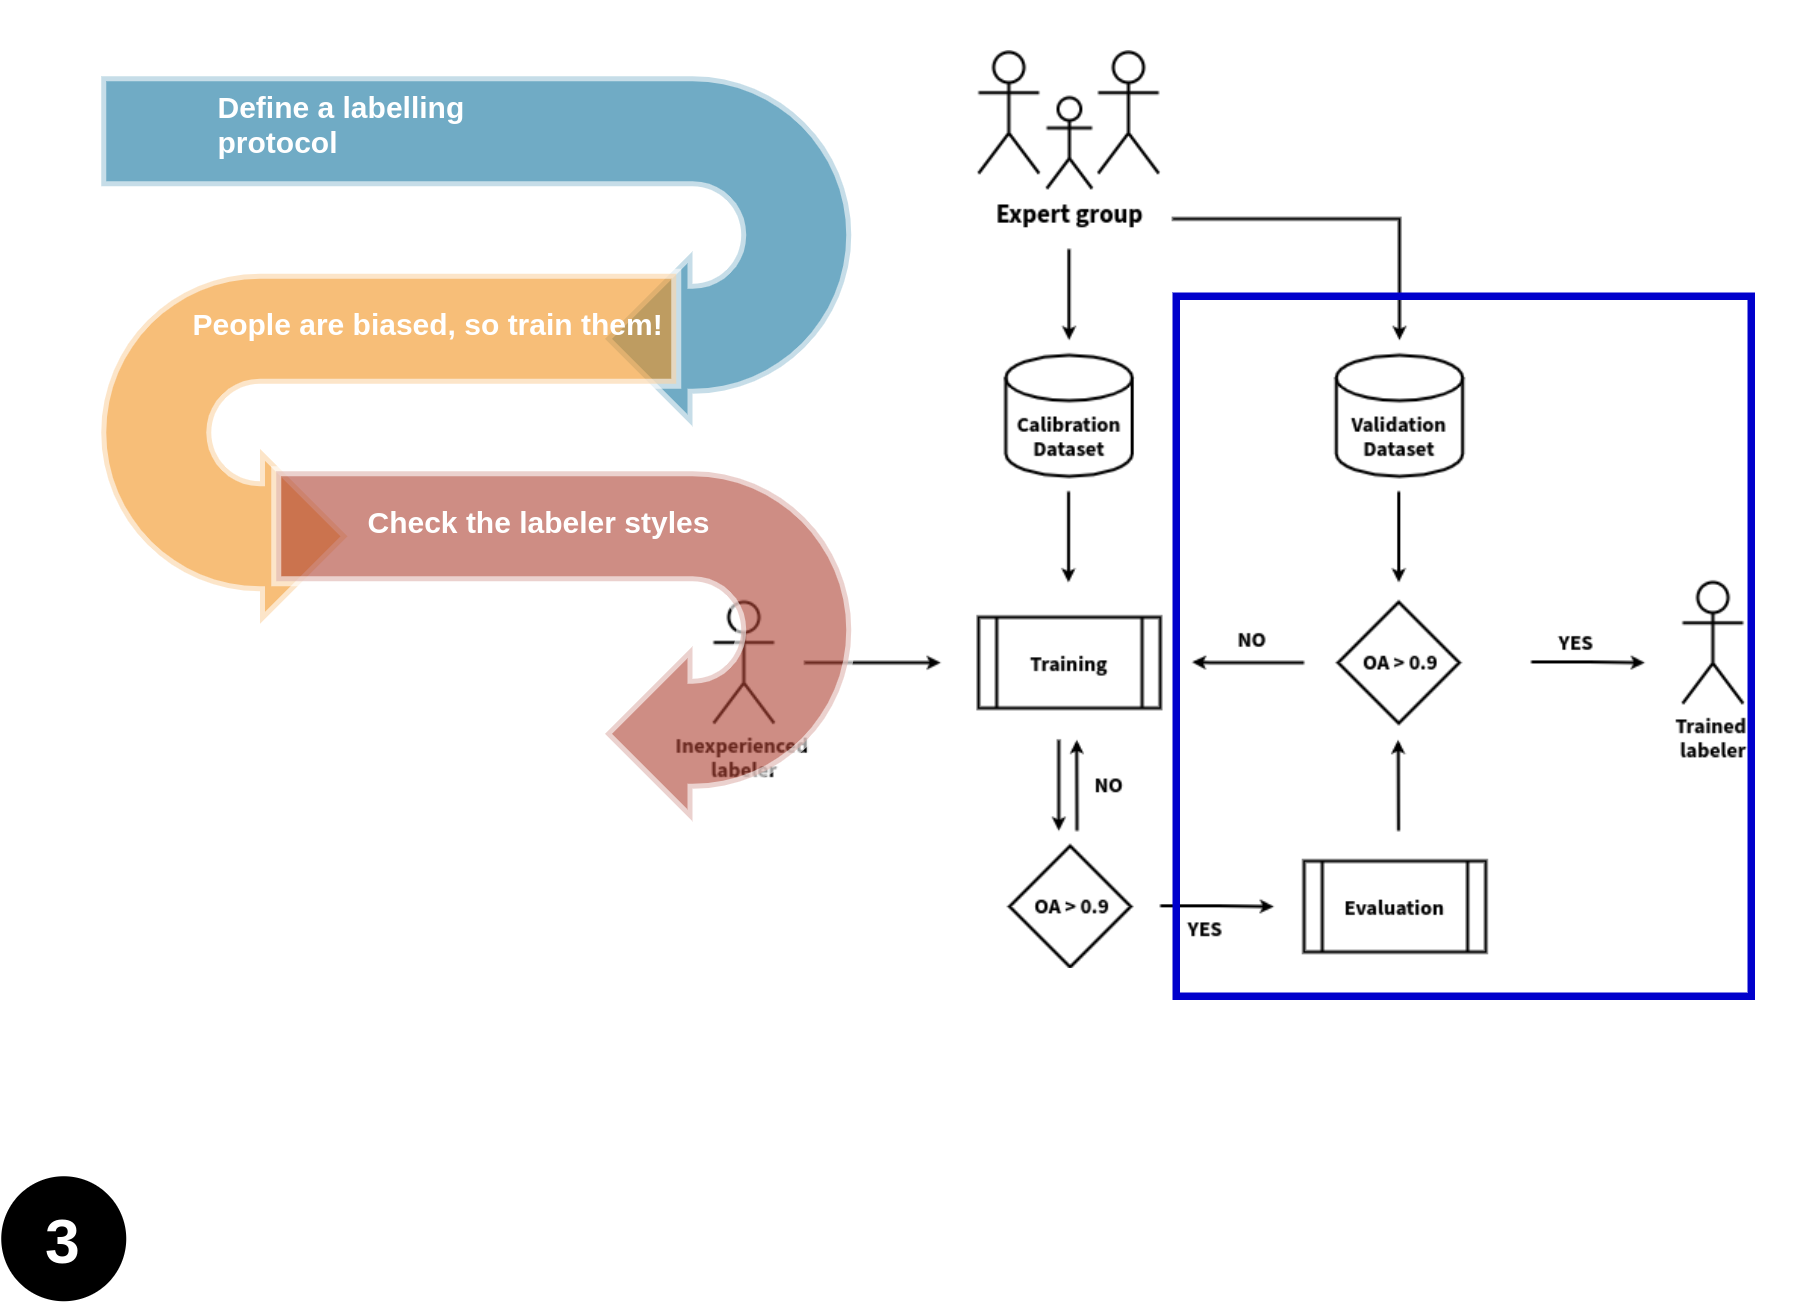 Define a labelling
protocol
People are biased, so train them!
Check the labeler styles
Expert group
Calibration
Dataset
Validation
Dataset
Inexperienced
labeler
Training
NO
OA > 0.9
YES
Trained
labeler
NO
OA > 0.9
YES
Evaluation
3